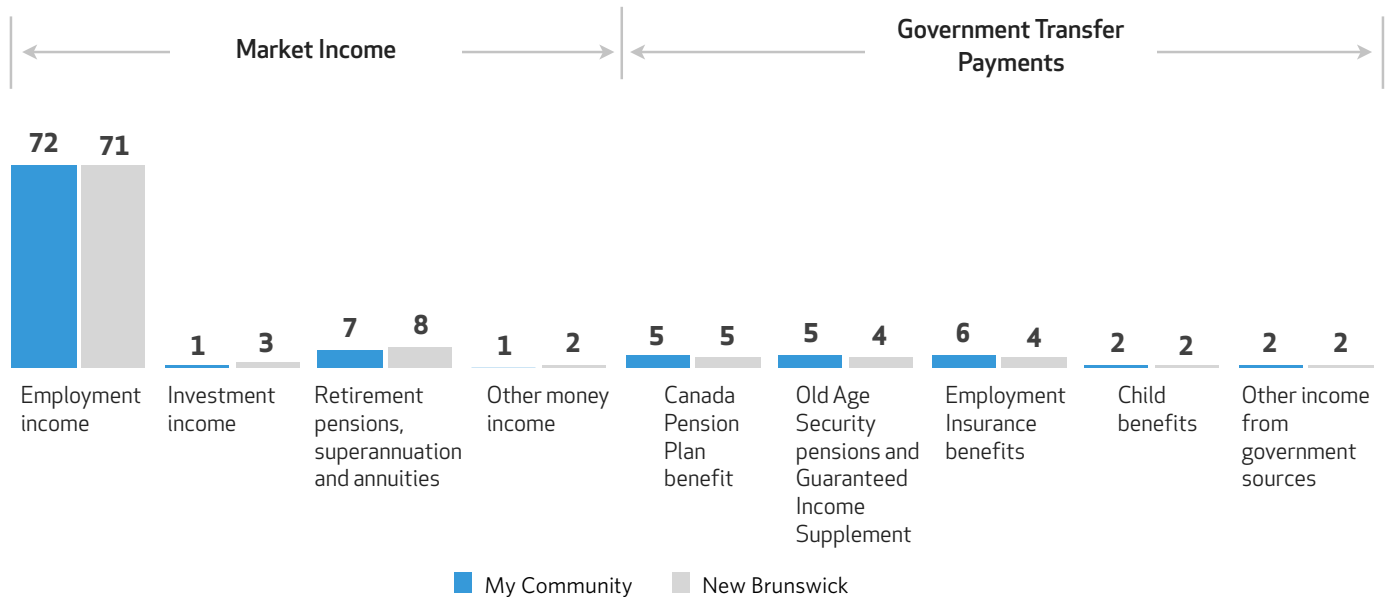 Market Income
Government Transfer
Payments
72
71
1
3
7
8
1
2
5
5
5
4
6
4
2
2
2
2
Employment
income
Investment
income
Retirement
pensions,
superannuation
and annuities
Other money
income
Canada
Pension
Plan
benefit
Old Age
Security
pensions and
Guaranteed
Income
Supplement
Employment
Insurance
benefits
Child
benefits
Other income
from
government
sources
My Community
New Brunswick